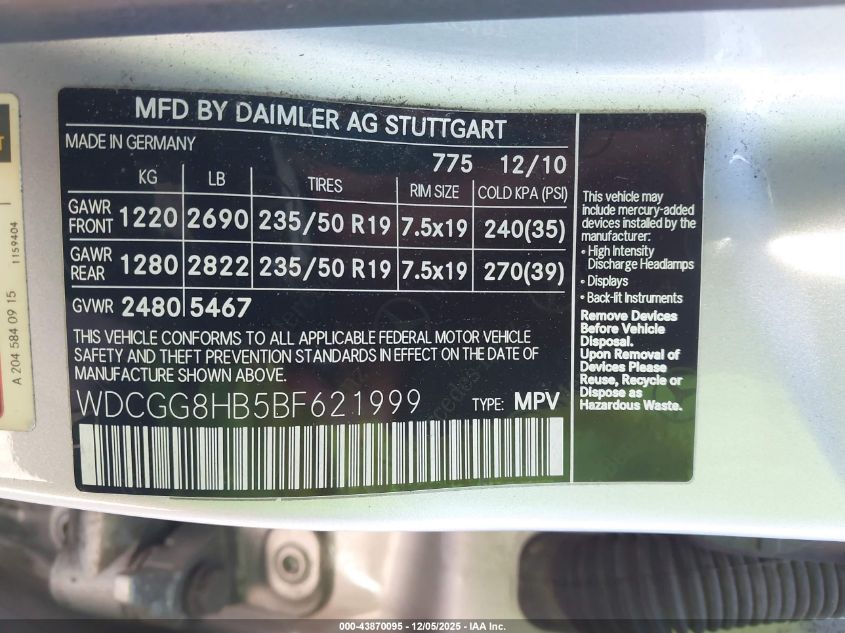 MFD BY DAIMLER AG STUTTGART
MADE IN GERMANY
775 12/10
KG LB TIRES RIM SIZE COLD KPA (PSI)
GAWR FRONT 1220 2690 235/50 R19 7.5x19 240(35)
GAWR REAR 1280 2822 235/50 R19 7.5x19 270(39)
GVWR 2480 5467
THIS VEHICLE CONFORMS TO ALL APPLICABLE FEDERAL MOTOR VEHICLE
SAFETY AND THEFT PREVENTION STANDARDS IN EFFECT ON THE DATE OF
MANUFACTURE SHOWN ABOVE.
WDCGG8HB5BF621999 TYPE: MPV
This vehicle may
include mercury-added
devices installed by the
manufacturer:
• High Intensity
Discharge Headlamps
• Displays
• Back-lit Instruments
Remove Devices
Before Vehicle
Disposal.
Upon Removal of
Devices Please
Reuse, Recycle or
Dispose as
Hazardous Waste.
A 204 584 09 15
1159404
000-43870095 - 12/05/2025 - IAA Inc.